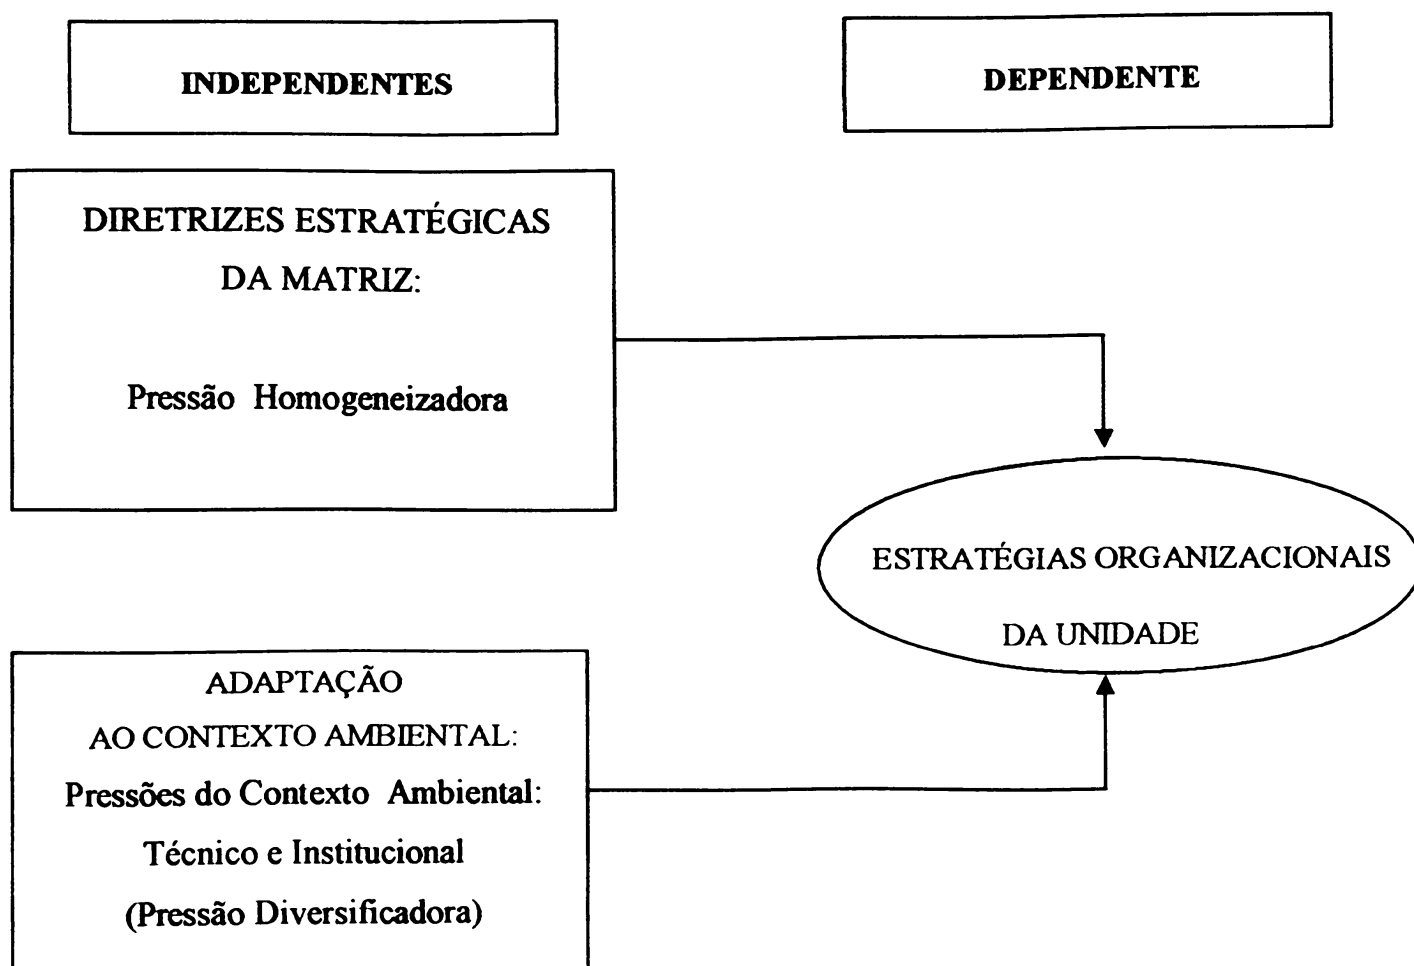 INDEPENDENTES
DEPENDENTE
DIRETRIZES ESTRATÉGICAS
DA MATRIZ:
Pressão Homogeneizadora
ESTRATÉGIAS ORGANIZACIONAIS
DA UNIDADE
ADAPTAÇÃO
AO CONTEXTO AMBIENTAL:
Pressões do Contexto Ambiental:
Técnico e Institucional
(Pressão Diversificadora)